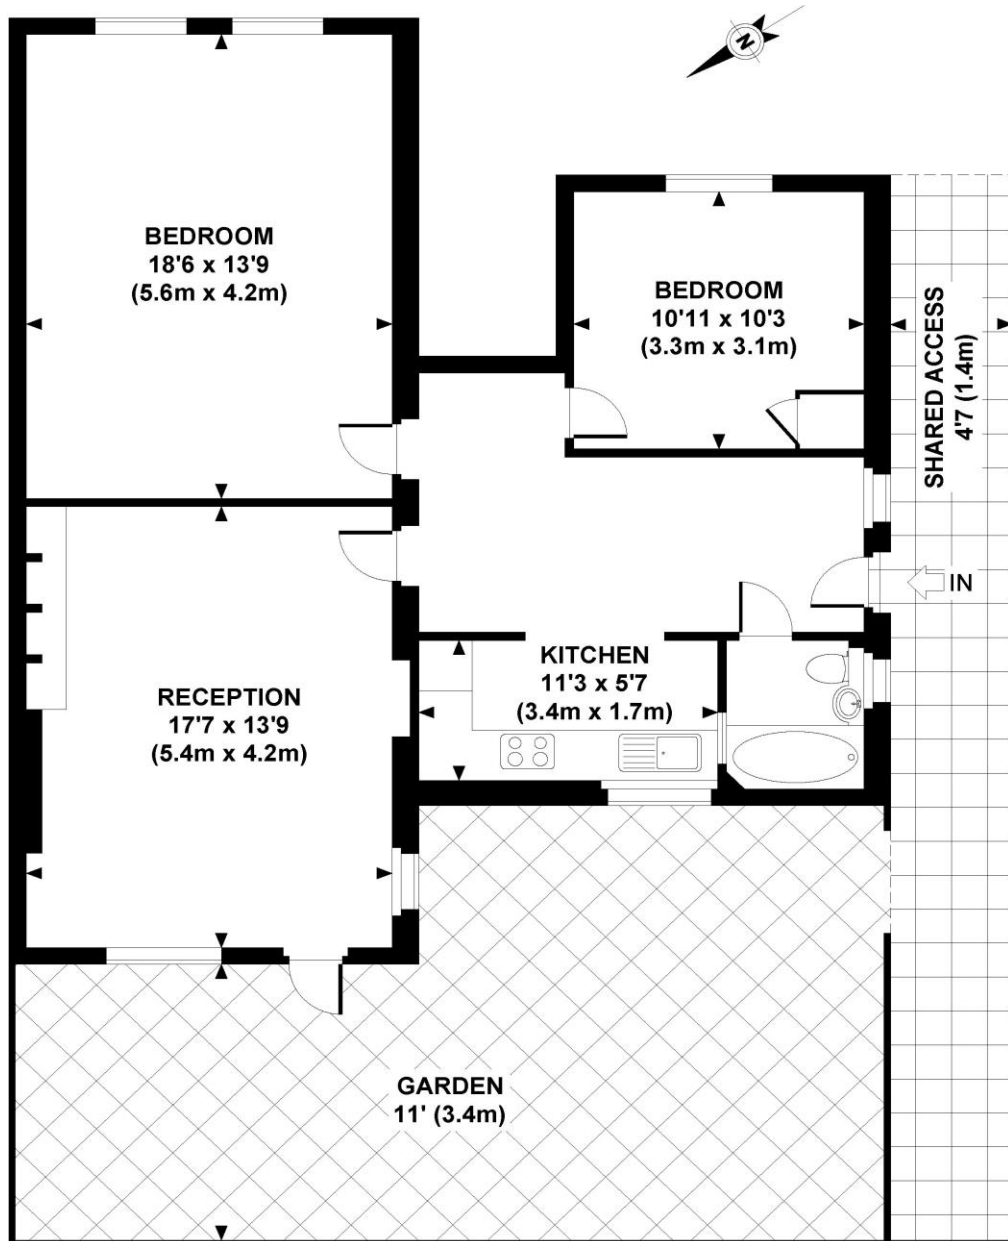 N
BEDROOM
18'6 x 13'9
(5.6m x 4.2m)
BEDROOM
10'11 x 10'3
(3.3m x 3.1m)
SHARED ACCESS
4'7 (1.4m)
IN
KITCHEN
11'3 x 5'7
(3.4m x 1.7m)
RECEPTION
17'7 x 13'9
(5.4m x 4.2m)
GARDEN
11' (3.4m)